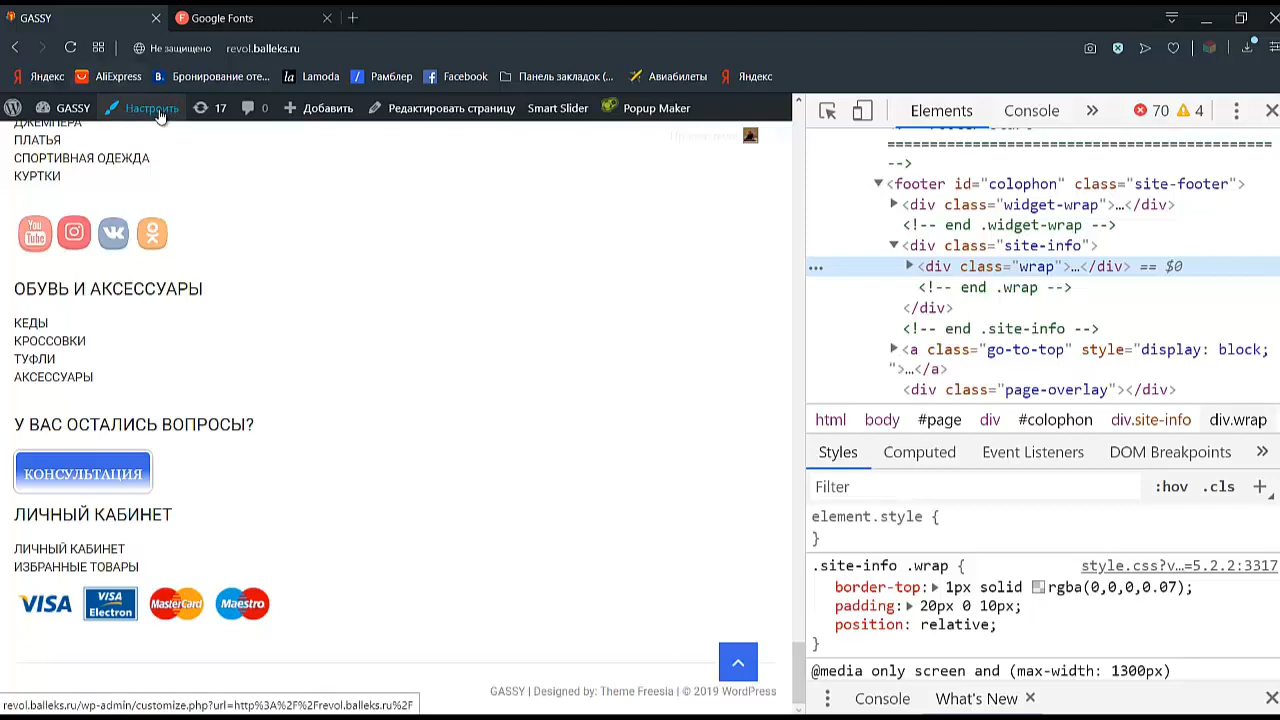 GASSY
Google Fonts
Не защищено revol.balleks.ru
Яндекс AliExpress Бронирование оте... Lamoda Рамблер Facebook Панель закладок (... Авиабилеты Яндекс
GASSY Настроить 17 0 Добавить Редактировать страницу Smart Slider Popup Maker
ДЖЕМПЕРА
ПЛАТЬЯ
СПОРТИВНАЯ ОДЕЖДА
КУРТКИ
You
Tube
ОБУВЬ И АКСЕССУАРЫ
КЕДЫ
КРОССОВКИ
ТУФЛИ
АКСЕССУАРЫ
У ВАС ОСТАЛИСЬ ВОПРОСЫ?
КОНСУЛЬТАЦИЯ
ЛИЧНЫЙ КАБИНЕТ
ЛИЧНЫЙ КАБИНЕТ
ИЗБРАННЫЕ ТОВАРЫ
VISA VISA Electron MasterCard Maestro
GASSY | Designed by: Theme Freesia | © 2019 WordPress
revol.balleks.ru/wp-admin/customize.php?url=http%3A%2F%2Frevol.balleks.ru%2F
Elements Console » 70 4
============================================
-->
<footer id="colophon" class="site-footer">
<div class="widget-wrap">…</div>
<!-- end .widget-wrap -->
<div class="site-info">
<div class="wrap">…</div> == $0
<!-- end .wrap -->
</div>
<!-- end .site-info -->
<a class="go-to-top" style="display: block;
">…</a>
<div class="page-overlay"></div>
html body #page div #colophon div.site-info div.wrap
Styles Computed Event Listeners DOM Breakpoints »
Filter :hov .cls +
element.style {
}
.site-info .wrap { style.css?v…=5.2.2:3317
border-top: 1px solid rgba(0,0,0,0.07);
padding: 20px 0 10px;
position: relative;
}
@media only screen and (max-width: 1300px)
Console What's New